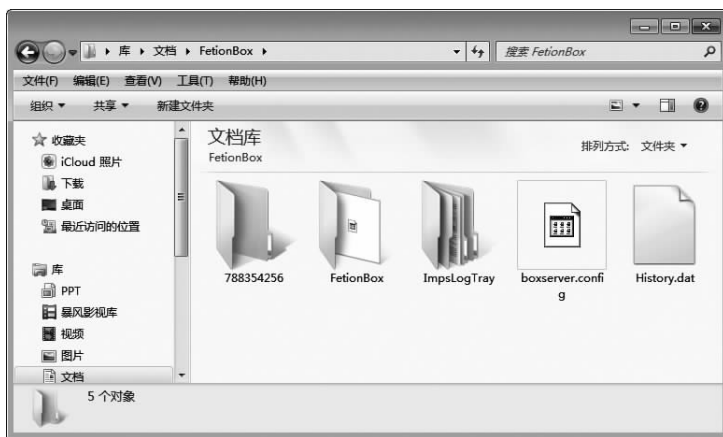 库 ▸ 文档 ▸ FetionBox ▸
搜索 FetionBox
文件(F) 编辑(E) 查看(V) 工具(T) 帮助(H)
组织 共享 新建文件夹
收藏夹
iCloud 照片
下载
桌面
最近访问的位置
库
PPT
暴风影视库
视频
图片
文档
文档库
FetionBox
排列方式: 文件夹
788354256
FetionBox
ImpsLogTray
boxserver.confi
g
History.dat
5 个对象